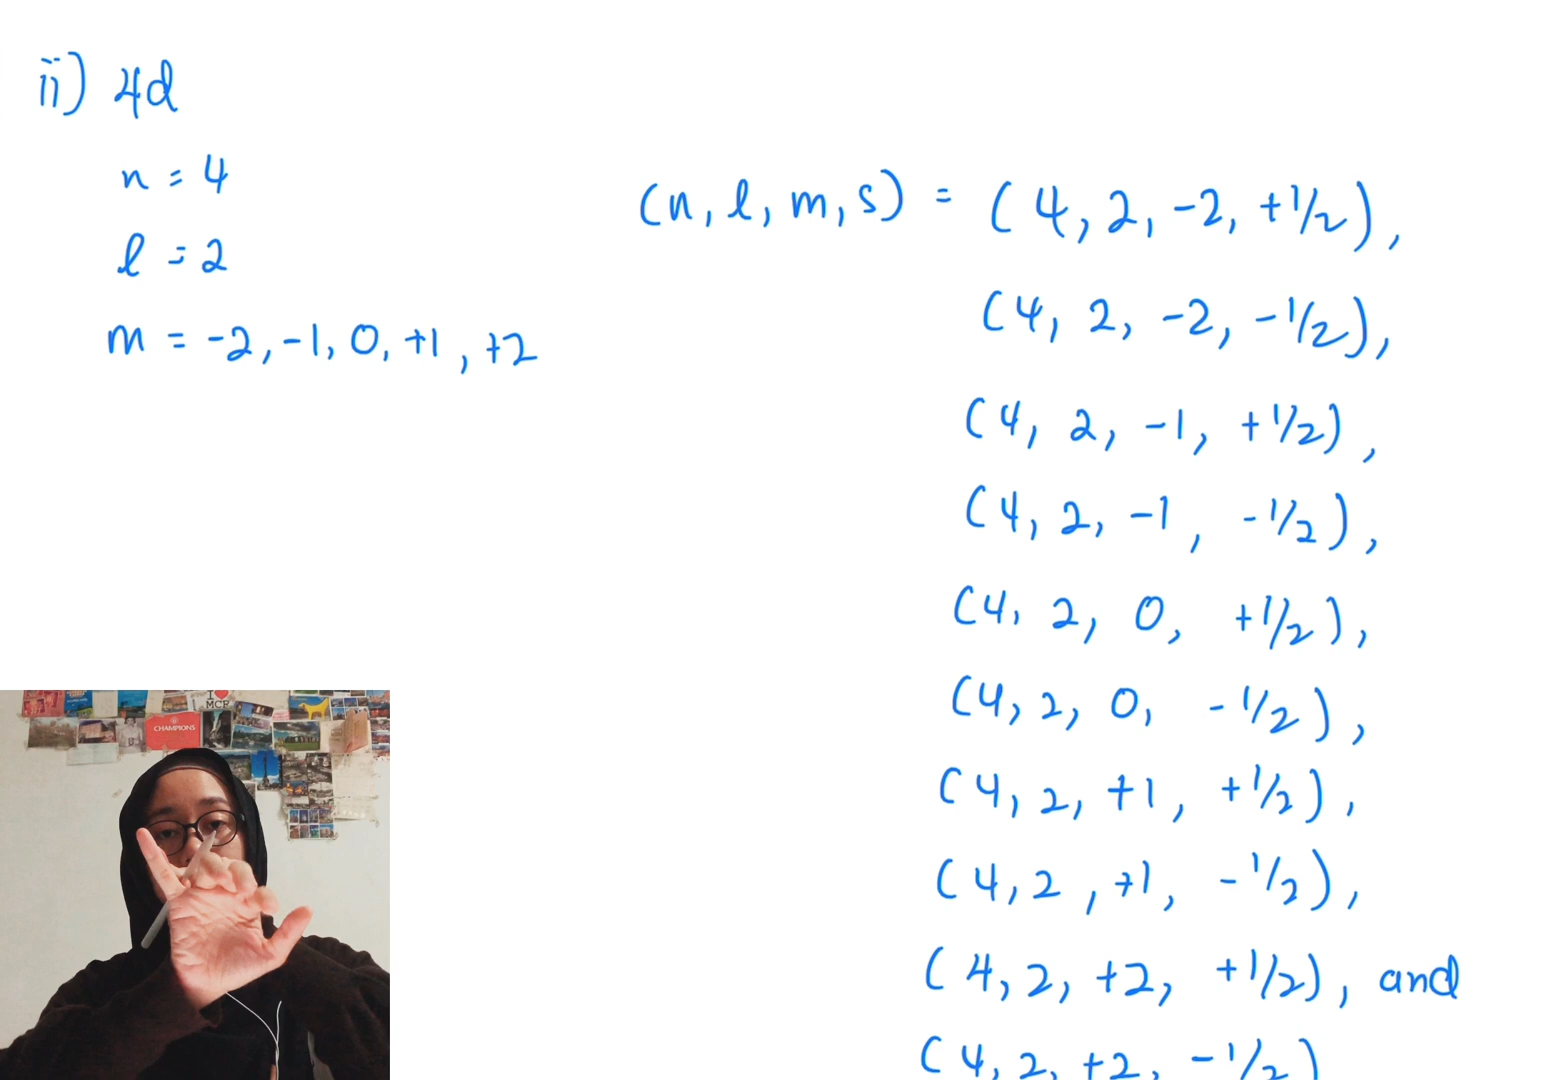 ii) 4d
n = 4
l = 2
m = -2, -1, 0, +1, +2
(n, l, m, s) = (4, 2, -2, +1/2),
(4, 2, -2, -1/2),
(4, 2, -1, +1/2),
(4, 2, -1, -1/2),
(4, 2, 0, +1/2),
(4, 2, 0, -1/2),
(4, 2, +1, +1/2),
(4, 2, +1, -1/2),
(4, 2, +2, +1/2), and
(4, 2, +2, -1/2)
I ❤ MCR
CHAMPIONS